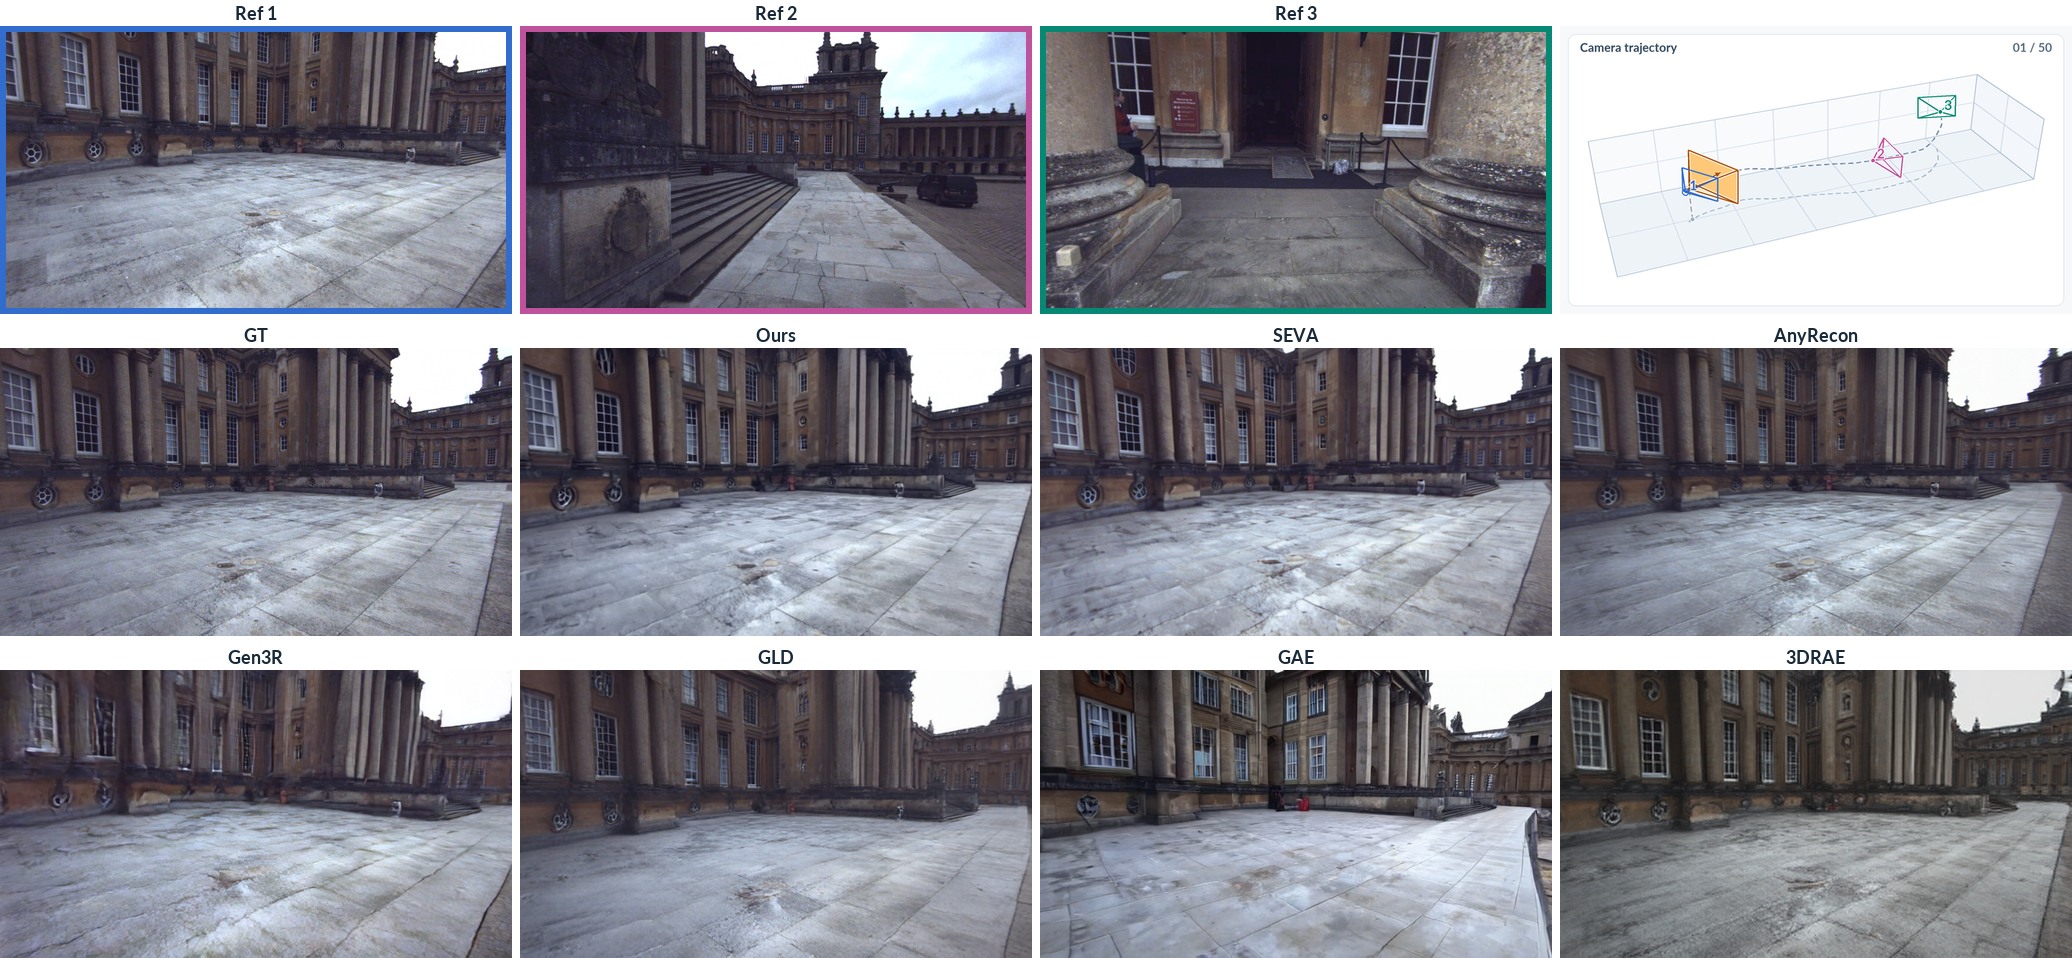 Ref 1
Ref 2
Ref 3
Camera trajectory
01 / 50
1
2
3
GT
Ours
SEVA
AnyRecon
Gen3R
GLD
GAE
3DRAE